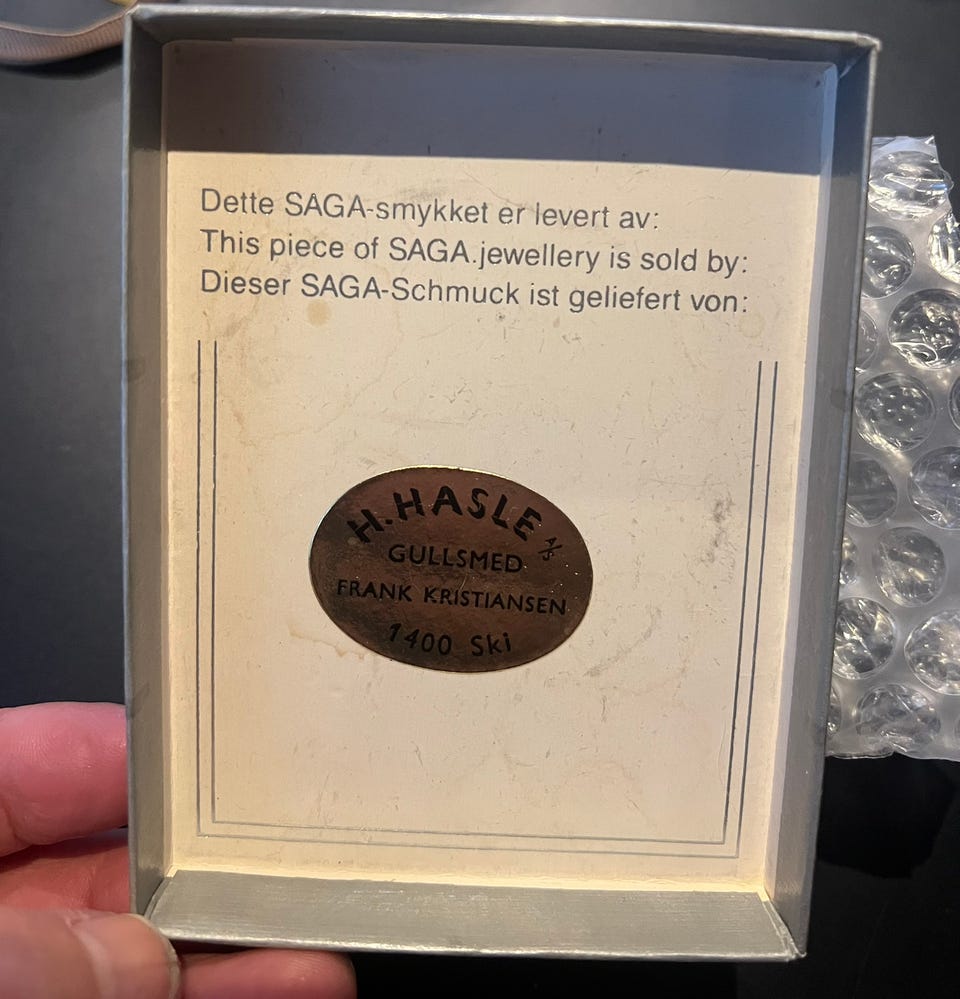 Dette SAGA-smykket er levert av:
This piece of SAGA.jewellery is sold by:
Dieser SAGA-Schmuck ist geliefert von:
H. HASLE A/S
GULLSMED
FRANK KRISTIANSEN
1400 Ski